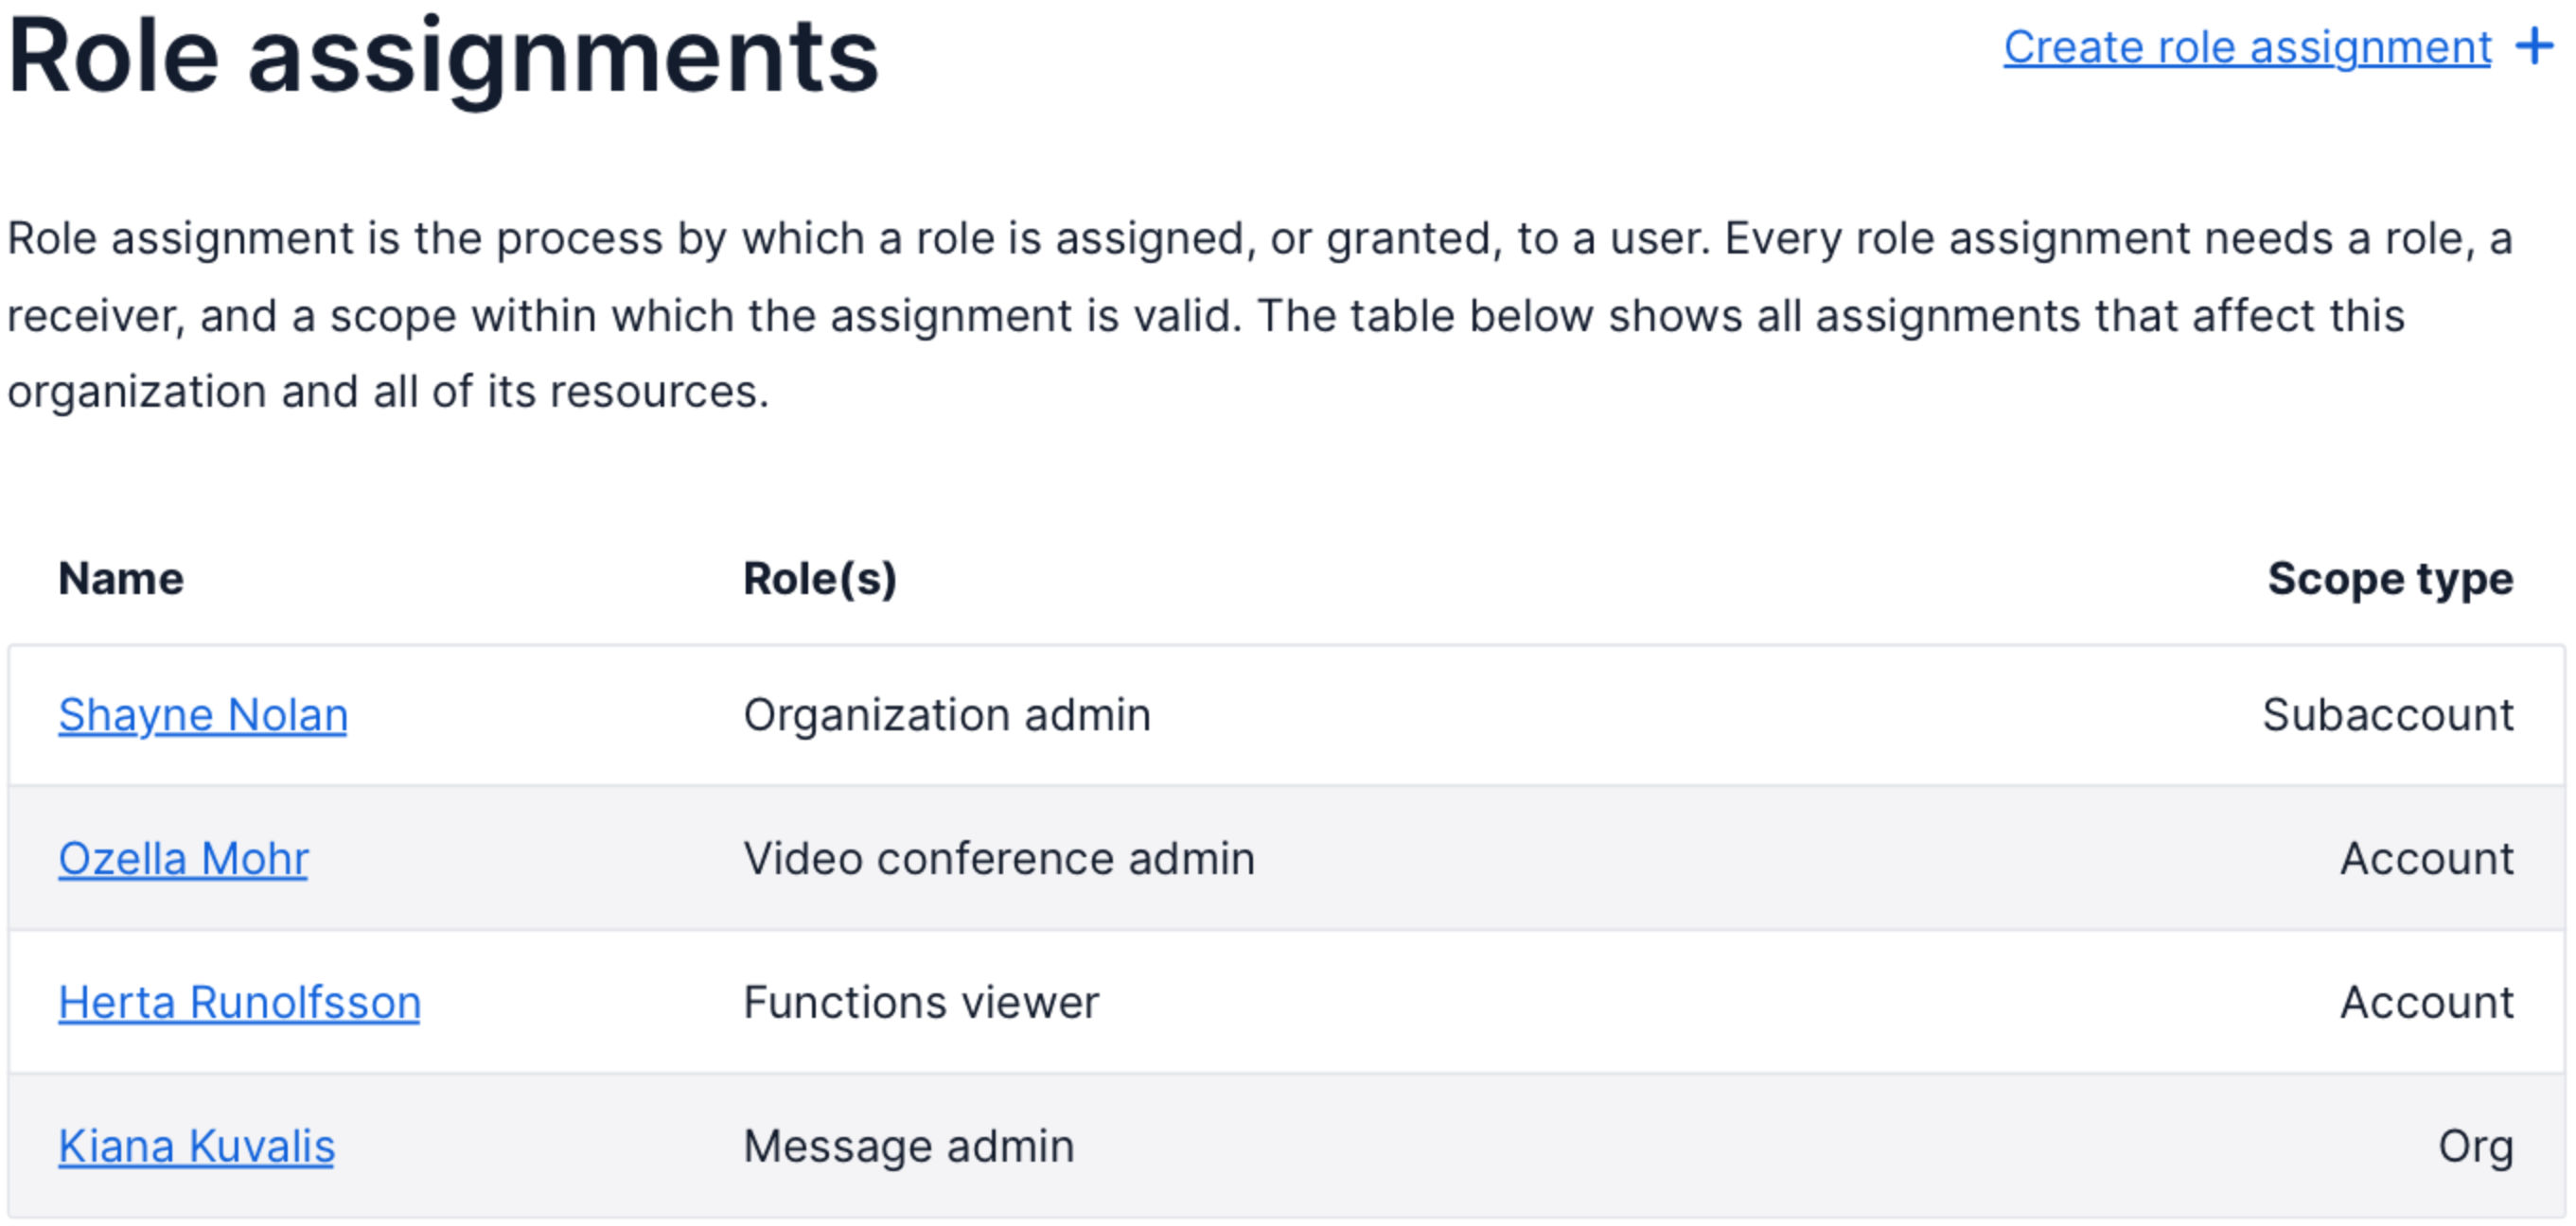 Role assignments
Create role assignment +
Role assignment is the process by which a role is assigned, or granted, to a user. Every role assignment needs a role, a
receiver, and a scope within which the assignment is valid. The table below shows all assignments that affect this
organization and all of its resources.
Name Role(s) Scope type
Shayne Nolan Organization admin Subaccount
Ozella Mohr Video conference admin Account
Herta Runolfsson Functions viewer Account
Kiana Kuvalis Message admin Org